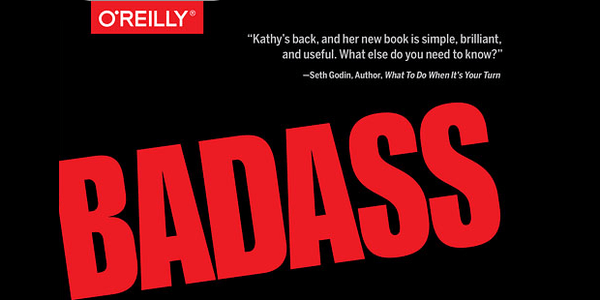 O'REILLY®
“Kathy’s back, and her new book is simple, brilliant,
and useful. What else do you need to know?”
—Seth Godin, Author, What To Do When It’s Your Turn
BADASS